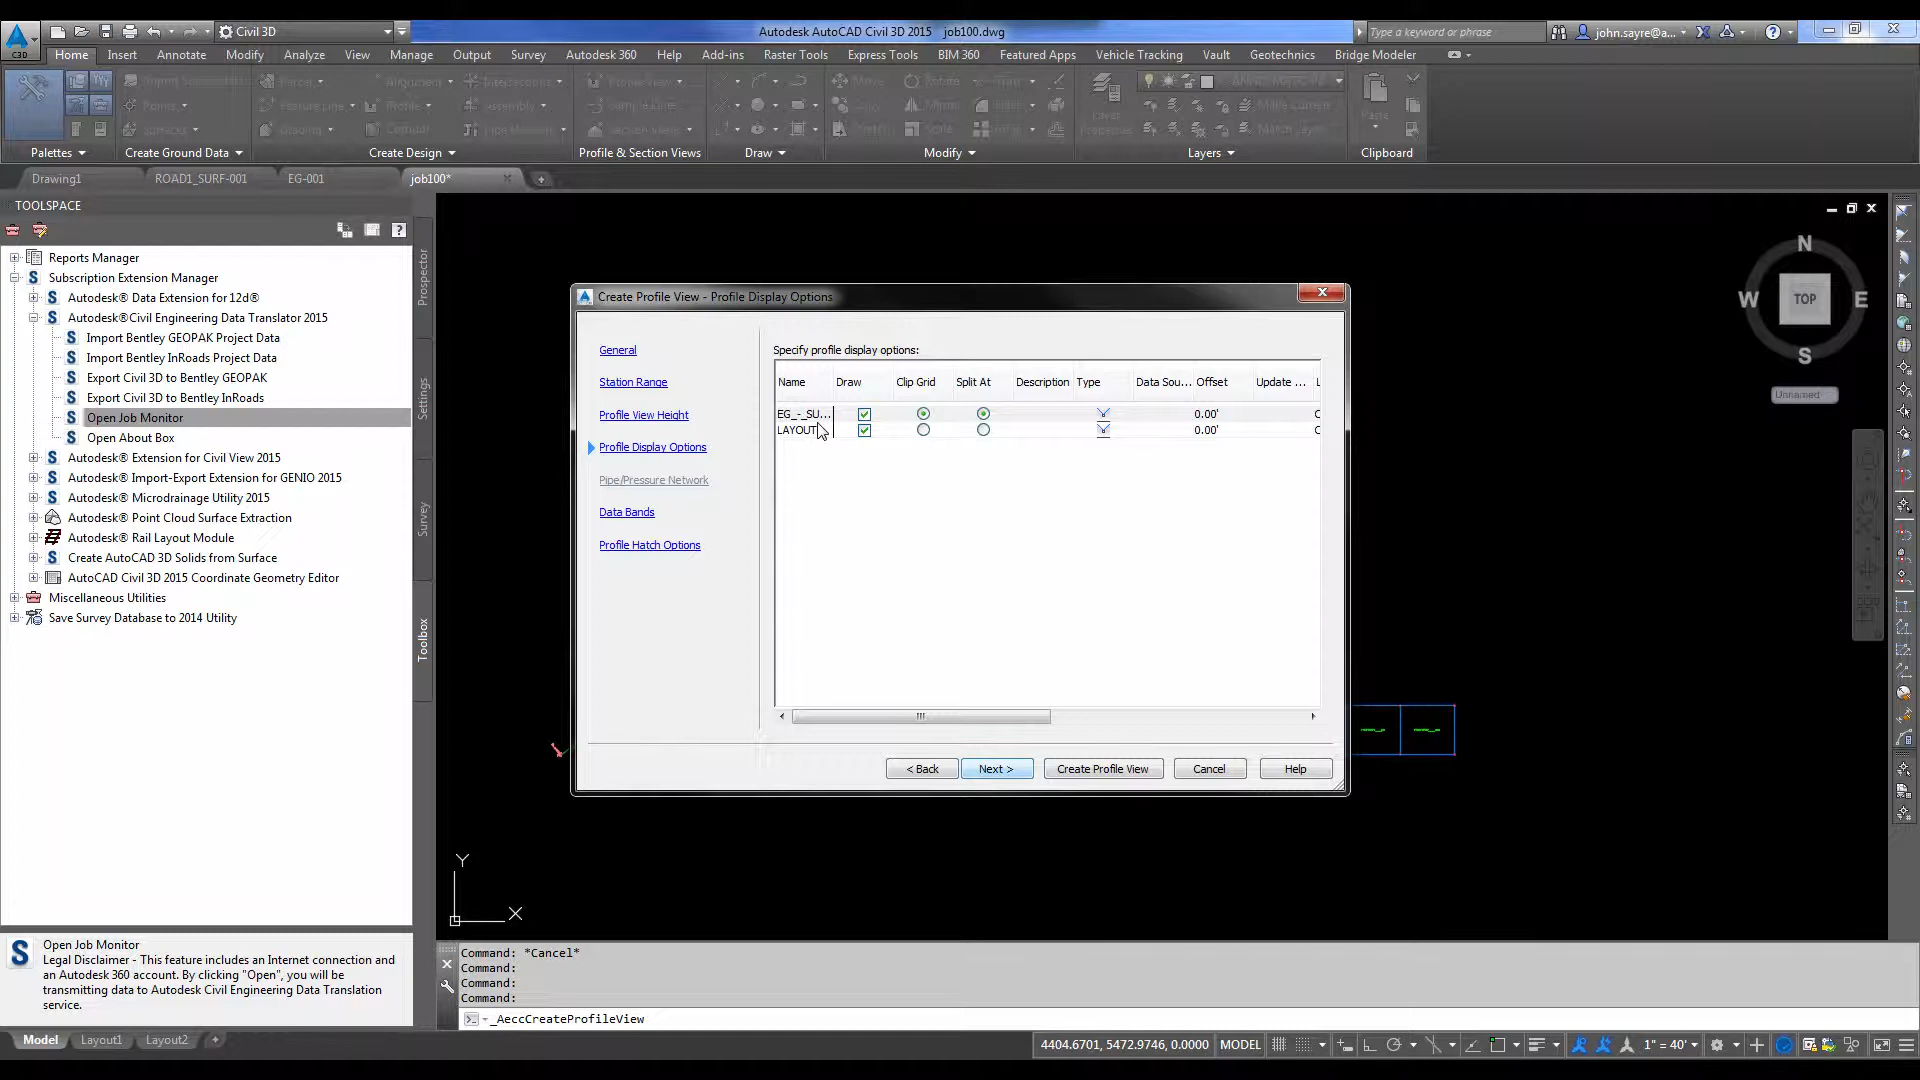 Civil 3D
Autodesk AutoCAD Civil 3D 2015 job100.dwg
Type a keyword or phrase
john.sayre@a...
C3D
Home Insert Annotate Modify Analyze View Manage Output Survey Autodesk 360 Help Add-ins Raster Tools Express Tools BIM 360 Featured Apps Vehicle Tracking Vault Geotechnics Bridge Modeler
Palettes Create Ground Data Create Design Profile & Section Views Draw Modify Layers Clipboard
Drawing1 ROAD1_SURF-001 EG-001 job100*
TOOLSPACE
Reports Manager
Subscription Extension Manager
Autodesk® Data Extension for 12d®
Autodesk®Civil Engineering Data Translator 2015
Import Bentley GEOPAK Project Data
Import Bentley InRoads Project Data
Export Civil 3D to Bentley GEOPAK
Export Civil 3D to Bentley InRoads
Open Job Monitor
Open About Box
Autodesk® Extension for Civil View 2015
Autodesk® Import-Export Extension for GENIO 2015
Autodesk® Microdrainage Utility 2015
Autodesk® Point Cloud Surface Extraction
Autodesk® Rail Layout Module
Create AutoCAD 3D Solids from Surface
AutoCAD Civil 3D 2015 Coordinate Geometry Editor
Miscellaneous Utilities
Save Survey Database to 2014 Utility
Prospector
Settings
Survey
Toolbox
Open Job Monitor
Legal Disclaimer - This feature includes an Internet connection and
an Autodesk 360 account. By clicking "Open", you will be
transmitting data to Autodesk Civil Engineering Data Translation
service.
Create Profile View - Profile Display Options
General
Station Range
Profile View Height
Profile Display Options
Pipe/Pressure Network
Data Bands
Profile Hatch Options
Specify profile display options:
Name Draw Clip Grid Split At Description Type Data Sou... Offset Update ... L
EG_-_SU... 0.00' C
LAYOUT 0.00' C
< Back Next > Create Profile View Cancel Help
N
W TOP E
S
Unnamed
Y
X
Command: *Cancel*
Command:
Command:
Command:
_AeccCreateProfileView
Model Layout1 Layout2
4404.6701, 5472.9746, 0.0000 MODEL 1" = 40'